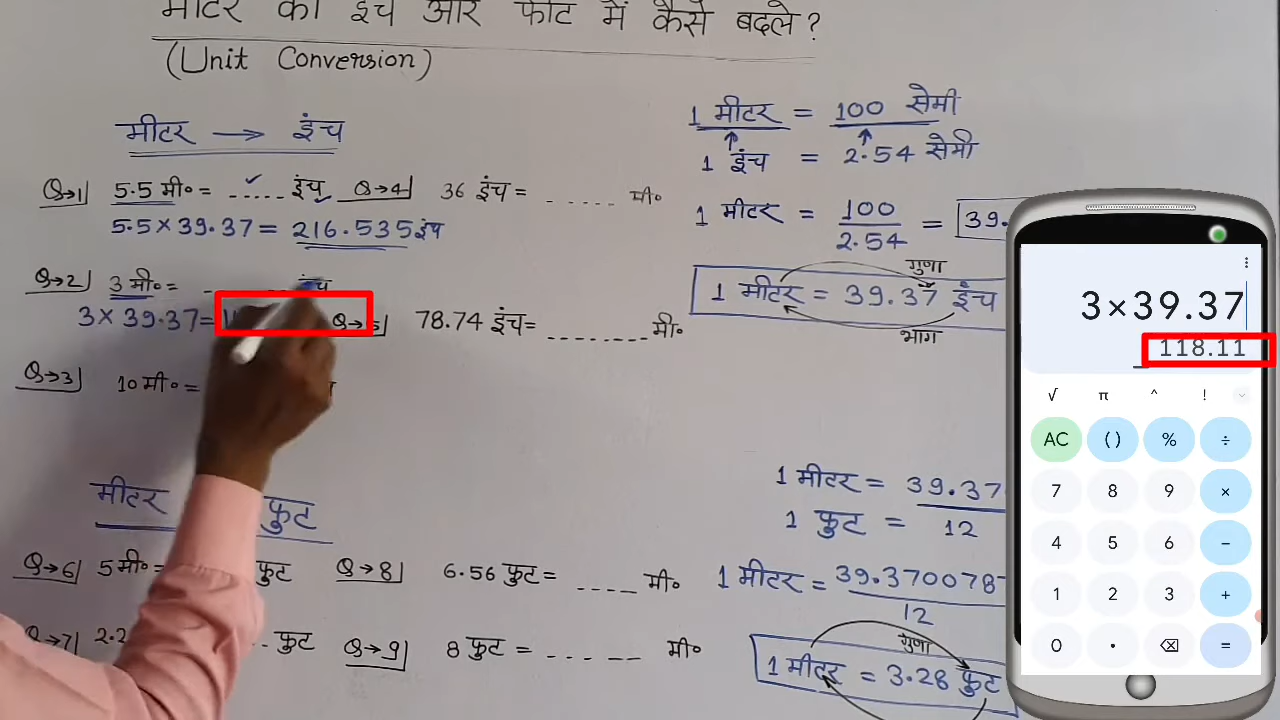 मीटर को इंच और फीट में कैसे बदले?
(Unit Conversion)
मीटर → इंच
Q→1 5.5 मी० = ..... इंच
5.5 × 39.37 = 216.535 इंच
Q→2 3 मी० = इंच
3 × 39.37 =
Q→3 10 मी० =
Q→4 36 इंच = ..... मी०
78.74 इंच = ........ मी०
1 मीटर = 100 सेमी
1 इंच = 2.54 सेमी
1 मीटर = 100/2.54 = 39.
गुणा
1 मीटर = 39.37 इंच
भाग
मीटर फुट
Q→6 5 मी० = फुट
Q→7 2.2 .. फुट
Q→8 6.56 फुट = .... मी०
Q→9 8 फुट = ..... मी०
1 मीटर = 39.37
1 फुट = 12
1 मीटर = 39.3700787/12
गुणा
1 मीटर = 3.28 फुट
3×39.37
118.11
√ π ^ !
AC () % ÷
7 8 9 ×
4 5 6 −
1 2 3 +
0 . =